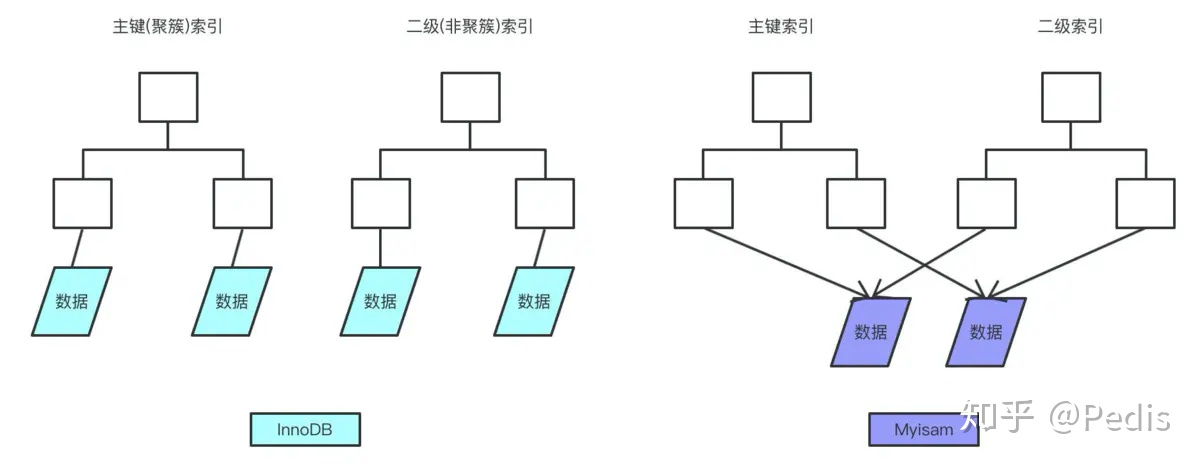 主键(聚簇)索引
二级(非聚簇)索引
主键索引
二级索引
数据
数据
数据
数据
数据
数据
InnoDB
Myisam
知乎 @Pedis